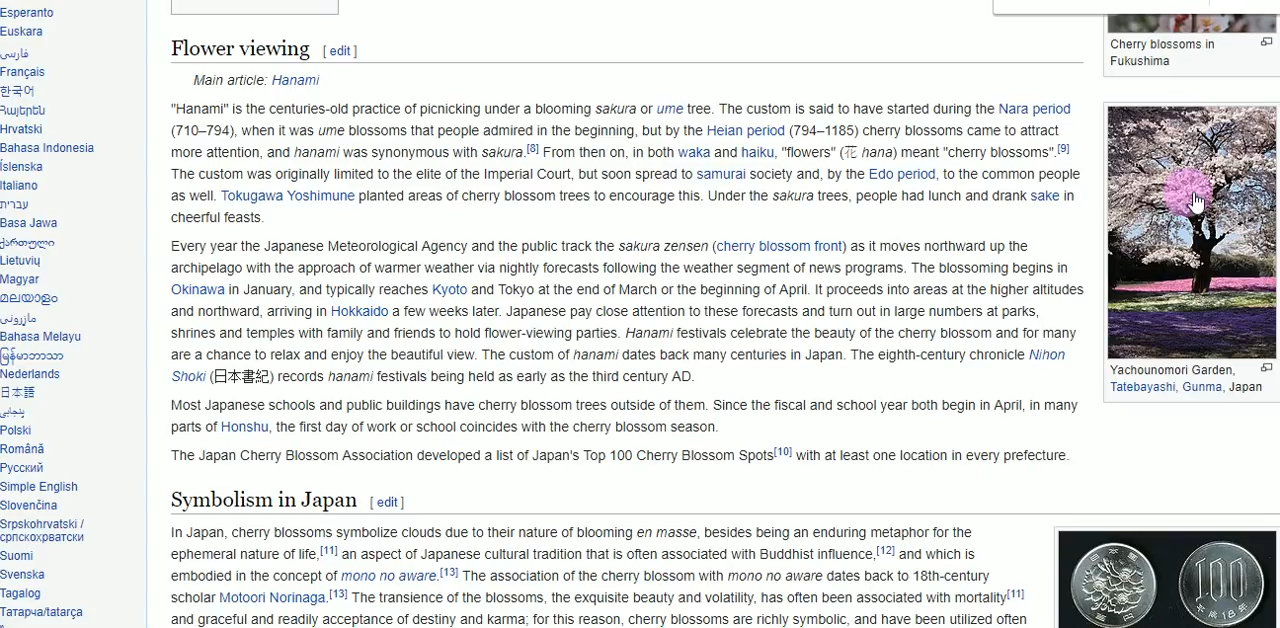 Esperanto
Euskara
فارسی
Français
한국어
Հայերեն
Hrvatski
Bahasa Indonesia
Íslenska
Italiano
עברית
Basa Jawa
ქართული
Lietuvių
Magyar
മലയാളം
مازِرونی
Bahasa Melayu
မြန်မာဘာသာ
Nederlands
日本語
پنجابی
Polski
Română
Русский
Simple English
Slovenčina
Srpskohrvatski /
српскохрватски
Suomi
Svenska
Tagalog
Татарча/tatarça
Flower viewing [ edit ]
Main article: Hanami
"Hanami" is the centuries-old practice of picnicking under a blooming sakura or ume tree. The custom is said to have started during the Nara period
(710–794), when it was ume blossoms that people admired in the beginning, but by the Heian period (794–1185) cherry blossoms came to attract
more attention, and hanami was synonymous with sakura.[8] From then on, in both waka and haiku, "flowers" (花 hana) meant "cherry blossoms".[9]
The custom was originally limited to the elite of the Imperial Court, but soon spread to samurai society and, by the Edo period, to the common people
as well. Tokugawa Yoshimune planted areas of cherry blossom trees to encourage this. Under the sakura trees, people had lunch and drank sake in
cheerful feasts.
Every year the Japanese Meteorological Agency and the public track the sakura zensen (cherry blossom front) as it moves northward up the
archipelago with the approach of warmer weather via nightly forecasts following the weather segment of news programs. The blossoming begins in
Okinawa in January, and typically reaches Kyoto and Tokyo at the end of March or the beginning of April. It proceeds into areas at the higher altitudes
and northward, arriving in Hokkaido a few weeks later. Japanese pay close attention to these forecasts and turn out in large numbers at parks,
shrines and temples with family and friends to hold flower-viewing parties. Hanami festivals celebrate the beauty of the cherry blossom and for many
are a chance to relax and enjoy the beautiful view. The custom of hanami dates back many centuries in Japan. The eighth-century chronicle Nihon
Shoki (日本書紀) records hanami festivals being held as early as the third century AD.
Most Japanese schools and public buildings have cherry blossom trees outside of them. Since the fiscal and school year both begin in April, in many
parts of Honshu, the first day of work or school coincides with the cherry blossom season.
The Japan Cherry Blossom Association developed a list of Japan's Top 100 Cherry Blossom Spots[10] with at least one location in every prefecture.
Symbolism in Japan [ edit ]
In Japan, cherry blossoms symbolize clouds due to their nature of blooming en masse, besides being an enduring metaphor for the
ephemeral nature of life,[11] an aspect of Japanese cultural tradition that is often associated with Buddhist influence,[12] and which is
embodied in the concept of mono no aware.[13] The association of the cherry blossom with mono no aware dates back to 18th-century
scholar Motoori Norinaga.[13] The transience of the blossoms, the exquisite beauty and volatility, has often been associated with mortality[11]
and graceful and readily acceptance of destiny and karma; for this reason, cherry blossoms are richly symbolic, and have been utilized often
Cherry blossoms in
Fukushima
Yachounomori Garden,
Tatebayashi, Gunma, Japan
100
平成18年